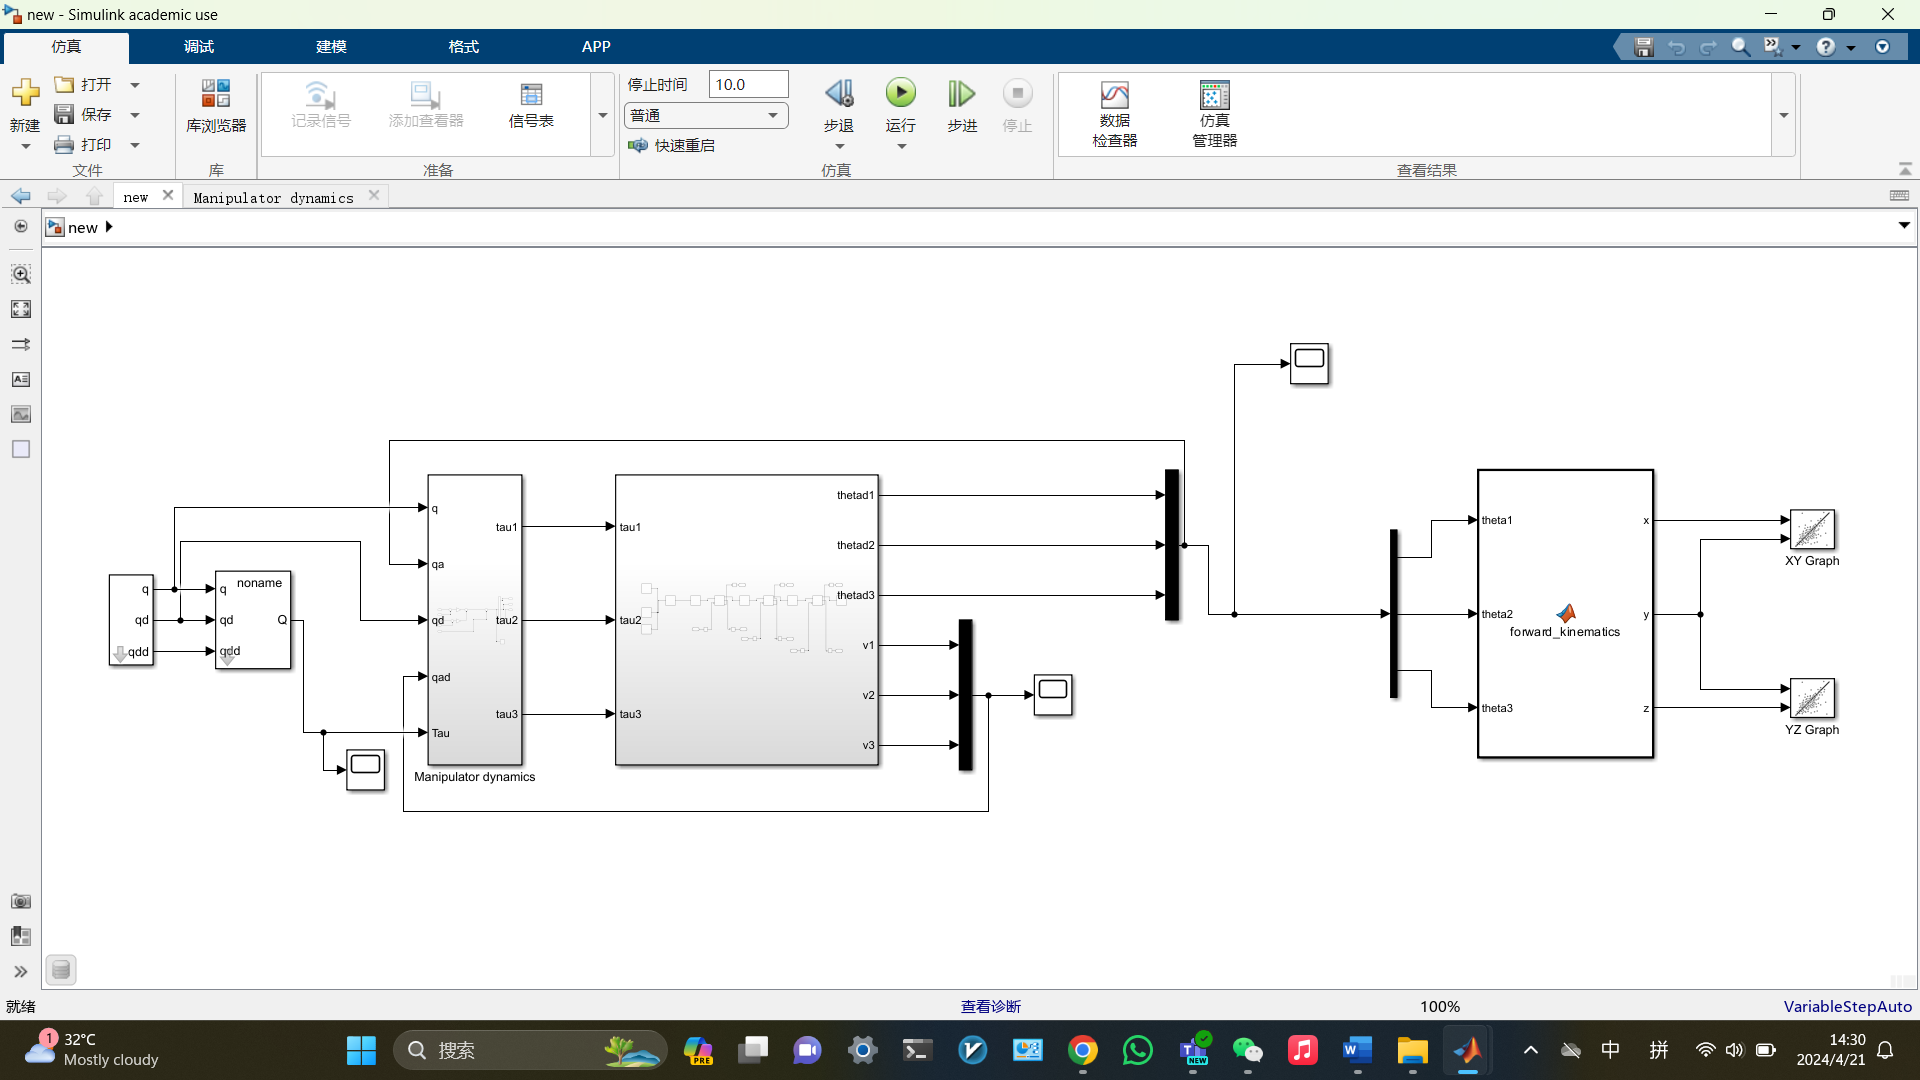 new - Simulink academic use
仿真
调试
建模
格式
APP
新建
打开
保存
打印
文件
库浏览器
库
记录信号
添加查看器
信号表
准备
停止时间 10.0
普通
快速重启
步退
运行
步进
停止
仿真
数据
检查器
仿真
管理器
查看结果
new
Manipulator dynamics
new
q
qd
qdd
noname
q
qd
qdd
Q
q
qa
qd
qad
Tau
tau1
tau2
tau3
Manipulator dynamics
tau1
tau2
tau3
thetad1
thetad2
thetad3
v1
v2
v3
theta1
theta2
theta3
forward_kinematics
x
y
z
XY Graph
YZ Graph
就绪
查看诊断
100%
VariableStepAuto
1
32°C
Mostly cloudy
搜索
PRE
NEW
中
拼
14:30
2024/4/21